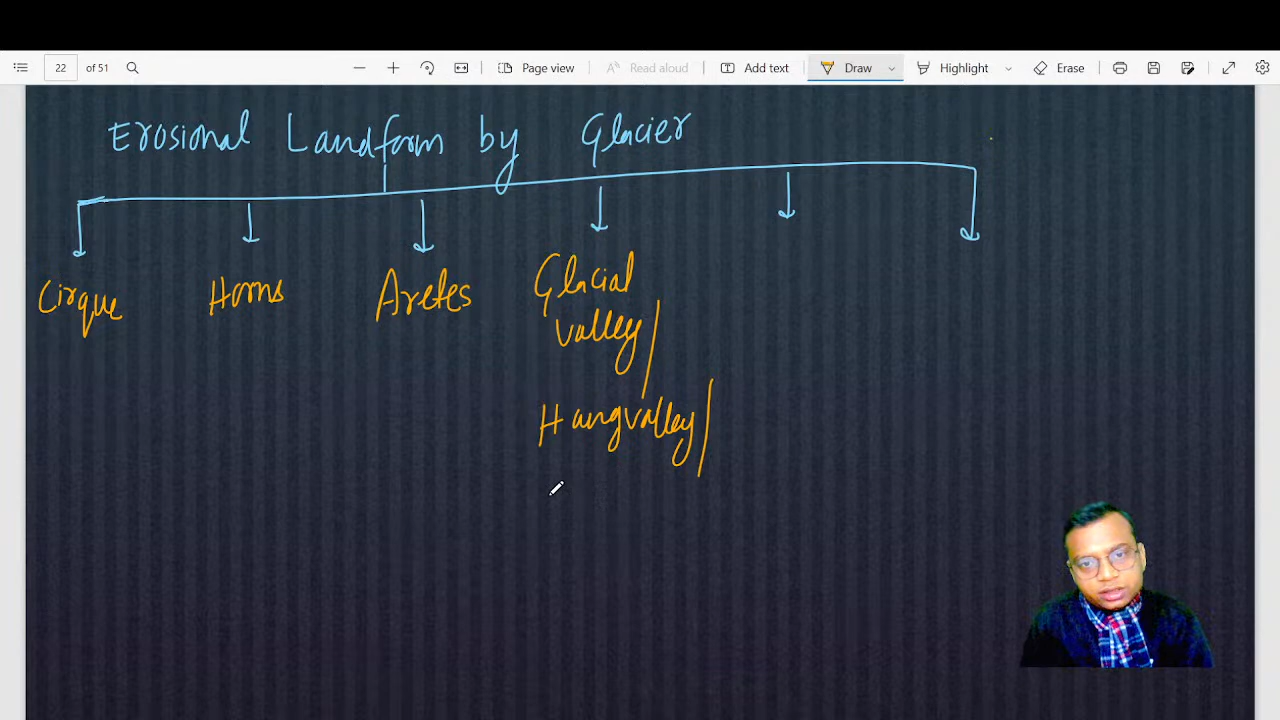 22 of 51
Page view
Read aloud
Add text
Draw
Highlight
Erase
Erosional Landform by Glacier
Cirque
Horns
Aretes
Glacial
valley/
Hangvalley/